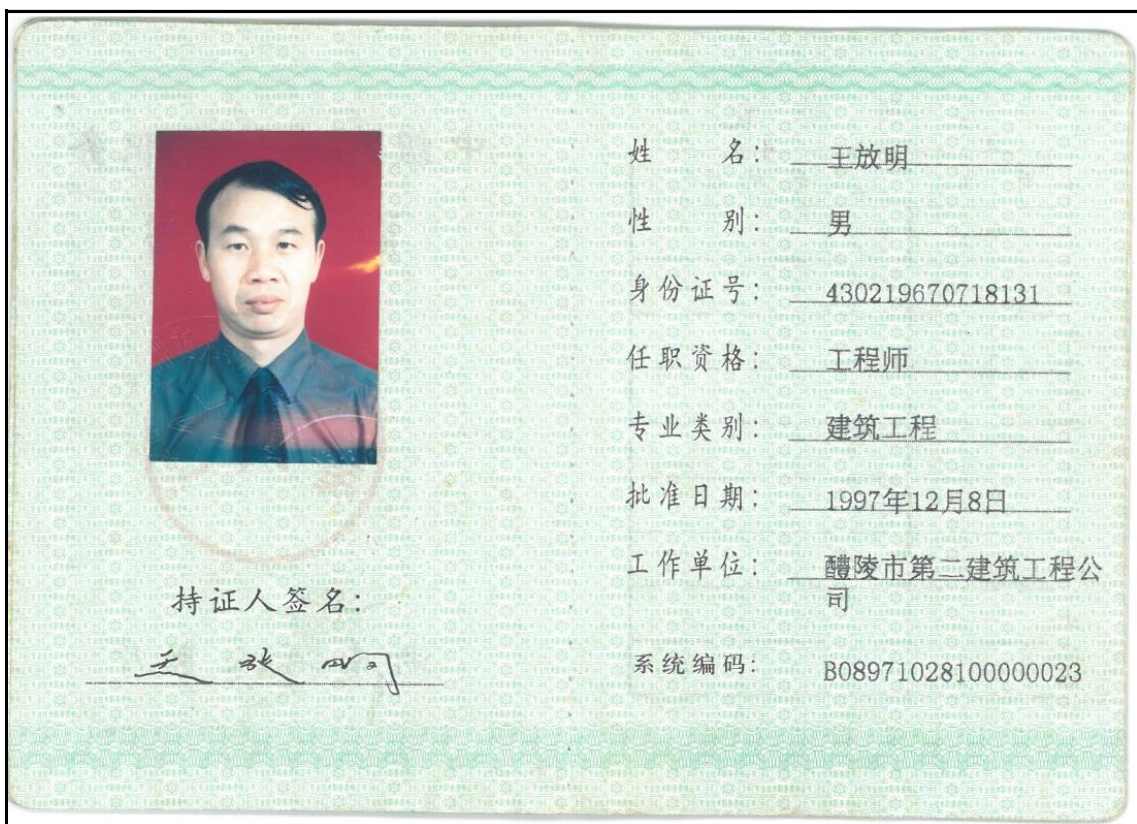 姓 名： 王放明
性 别： 男
身份证号： 430219670718131
任职资格： 工程师
专业类别： 建筑工程
批准日期： 1997年12月8日
工作单位： 醴陵市第二建筑工程公
司
持证人签名：
王放明
系统编码： B08971028100000023